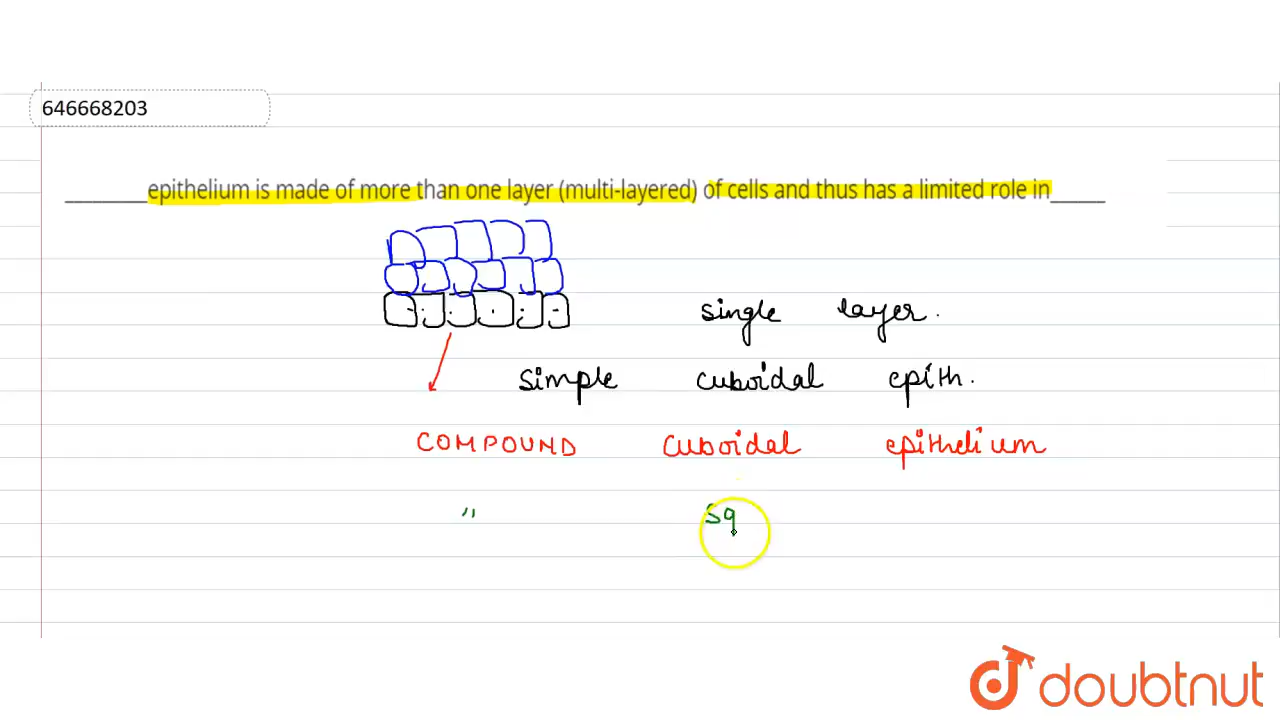 646668203
________epithelium is made of more than one layer (multi-layered) of cells and thus has a limited role in_____
single layer.
simple cuboidal epith.
COMPOUND cuboidal epithelium
" Sq
doubtnut